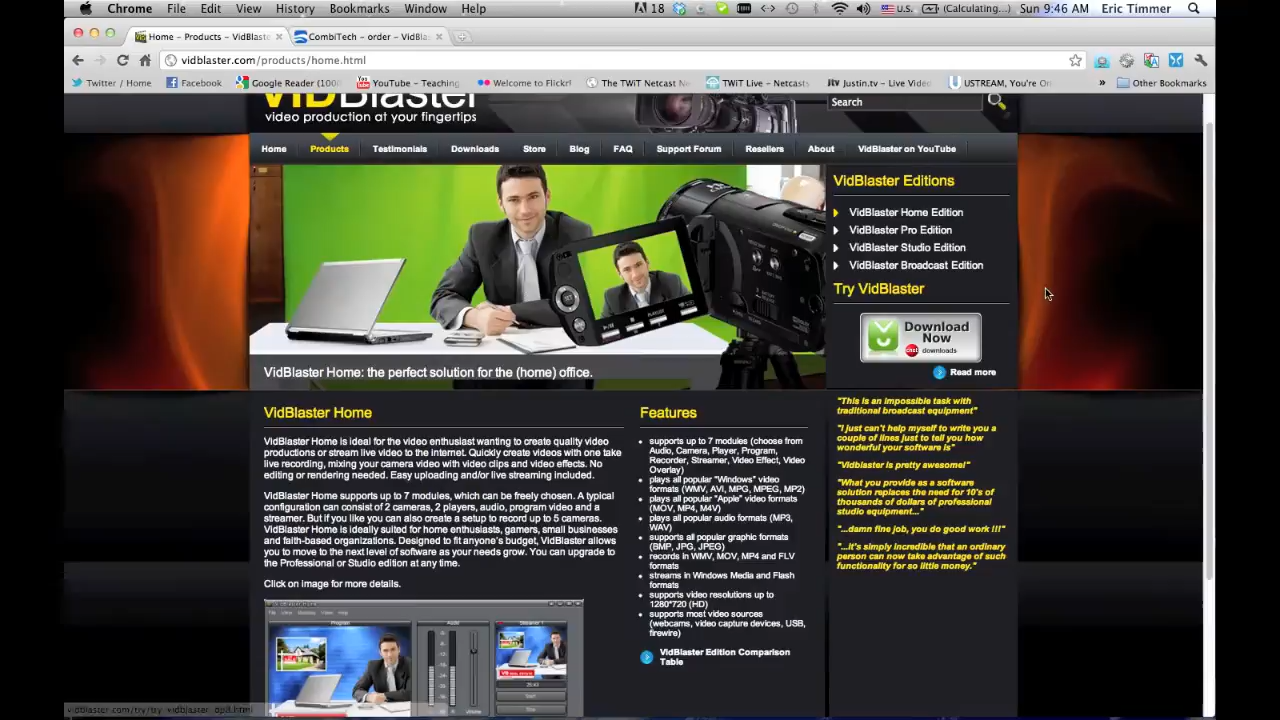 Chrome File Edit View History Bookmarks Window Help 18 U.S. (Calculating...) Sun 9:46 AM Eric Timmer
Home – Products – VidBlaste CombiTech – order – VidBla
vidblaster.com/products/home.html
Twitter / Home Facebook Google Reader (1000 YouTube – Teaching Welcome to Flickr! The TWiT Netcast N TWiT Live – Netcasts Justin.tv – Live Vide USTREAM, You're On » Other Bookmarks
VIDBlaster
video production at your fingertips
Search
Home Products Testimonials Downloads Store Blog FAQ Support Forum Resellers About VidBlaster on YouTube
VidBlaster Editions
VidBlaster Home Edition
VidBlaster Pro Edition
VidBlaster Studio Edition
VidBlaster Broadcast Edition
Try VidBlaster
Download
Now
cnet downloads
Read more
VidBlaster Home: the perfect solution for the (home) office.
VidBlaster Home
VidBlaster Home is ideal for the video enthusiast wanting to create quality video
productions or stream live video to the internet. Quickly create videos with one take
live recording, mixing your camera video with video clips and video effects. No
editing or rendering needed. Easy uploading and/or live streaming included.
VidBlaster Home supports up to 7 modules, which can be freely chosen. A typical
configuration can consist of 2 cameras, 2 players, audio, program video and a
streamer. But if you like you can also create a setup to record up to 5 cameras.
VidBlaster Home is ideally suited for home enthusiasts, gamers, small businesses
and faith-based organizations. Designed to fit anyone's budget, VidBlaster allows
you to move to the next level of software as your needs grow. You can upgrade to
the Professional or Studio edition at any time.
Click on image for more details.
Features
supports up to 7 modules (choose from
Audio, Camera, Player, Program,
Recorder, Streamer, Video Effect, Video
Overlay)
plays all popular "Windows" video
formats (WMV, AVI, MPG, MPEG, MP2)
plays all popular "Apple" video formats
(MOV, MP4, M4V)
plays all popular audio formats (MP3,
WAV)
supports all popular graphic formats
(BMP, JPG, JPEG)
records in WMV, MOV, MP4 and FLV
formats
streams in Windows Media and Flash
formats
supports video resolutions up to
1280*720 (HD)
supports most video sources
(webcams, video capture devices, USB,
firewire)
VidBlaster Edition Comparison
Table
"This is an impossible task with
traditional broadcast equipment"
"I just can't help myself to write you a
couple of lines just to tell you how
wonderful your software is"
"Vidblaster is pretty awesome!"
"What you provide as a software
solution replaces the need for 10's of
thousands of dollars of professional
studio equipment..."
"...damn fine job, you do good work !!!"
"...it's simply incredible that an ordinary
person can now take advantage of such
functionality for so little money."
Program Audio Streamer 1